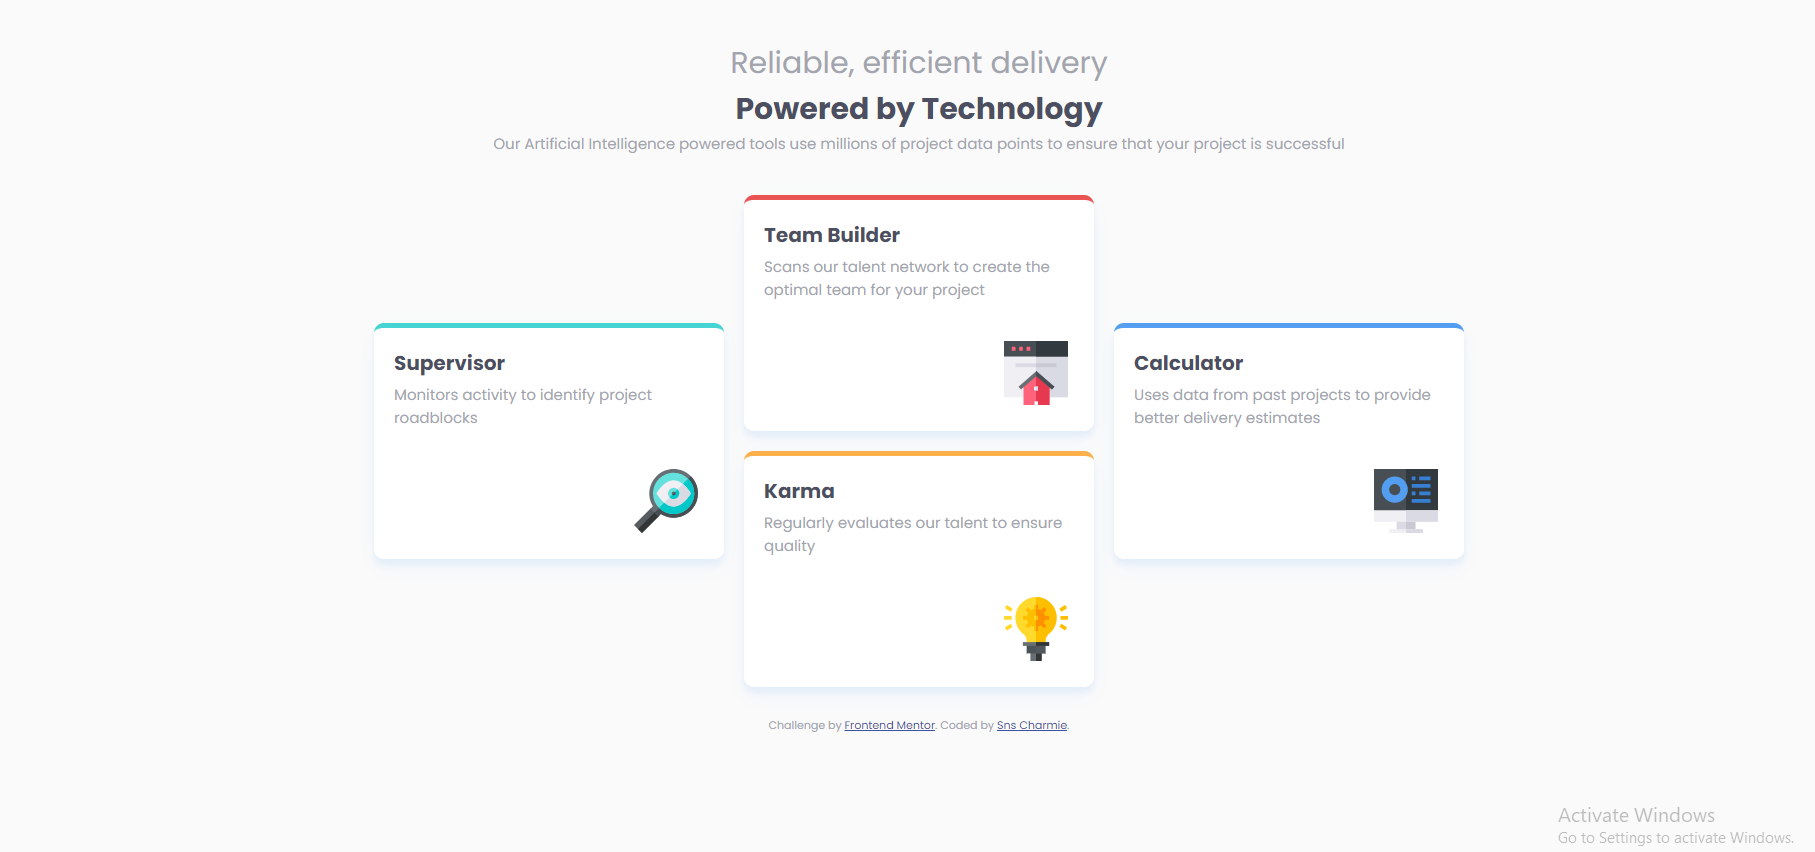 Reliable, efficient delivery
Powered by Technology
Our Artificial Intelligence powered tools use millions of project data points to ensure that your project is successful
Supervisor
Monitors activity to identify project
roadblocks
Team Builder
Scans our talent network to create the
optimal team for your project
Karma
Regularly evaluates our talent to ensure
quality
Calculator
Uses data from past projects to provide
better delivery estimates
Challenge by Frontend Mentor. Coded by Sns Charmie.
Activate Windows
Go to Settings to activate Windows.